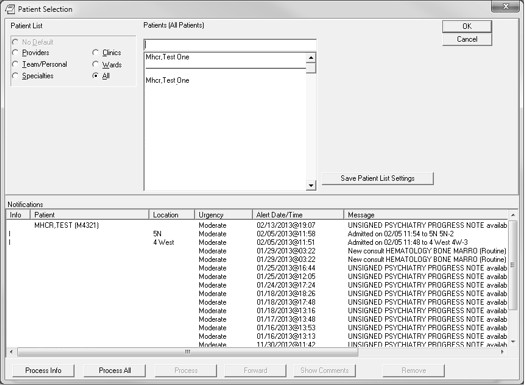 Patient Selection
Patient List
Patients (All Patients)
OK
Cancel
No Default
Providers
Clinics
Team/Personal
Wards
Specialties
All
Mhcr,Test One
Mhcr,Test One
Save Patient List Settings
Notifications
Info Patient Location Urgency Alert Date/Time Message
MHCR,TEST (M4321) Moderate 02/13/2013@19:07 UNSIGNED PSYCHIATRY PROGRESS NOTE availab
I 5N Moderate 02/05/2013@11:58 Admitted on 02/05 11:54 to 5N 5N-2
I 4 West Moderate 02/05/2013@11:51 Admitted on 02/05 11:48 to 4 West 4W-3
Moderate 01/29/2013@03:22 New consult HEMATOLOGY BONE MARRO (Routine)
Moderate 01/29/2013@03:22 New consult HEMATOLOGY BONE MARRO (Routine)
Moderate 01/25/2013@16:44 UNSIGNED PSYCHIATRY PROGRESS NOTE availab
Moderate 01/25/2013@12:05 UNSIGNED PSYCHIATRY PROGRESS NOTE availab
Moderate 01/24/2013@17:24 UNSIGNED PSYCHIATRY PROGRESS NOTE availab
Moderate 01/18/2013@18:26 UNSIGNED PSYCHIATRY PROGRESS NOTE availab
Moderate 01/18/2013@17:48 UNSIGNED PSYCHIATRY PROGRESS NOTE availab
Moderate 01/18/2013@13:16 UNSIGNED PSYCHIATRY PROGRESS NOTE availab
Moderate 01/17/2013@13:48 UNSIGNED PSYCHIATRY PROGRESS NOTE availab
Moderate 01/16/2013@13:53 UNSIGNED PSYCHIATRY PROGRESS NOTE availab
Moderate 01/16/2013@13:13 UNSIGNED PSYCHIATRY PROGRESS NOTE availab
Moderate 11/30/2012@11:42 UNSIGNED PSYCHIATRY PROGRESS NOTE availab
Process Info Process All Process Forward Show Comments Remove